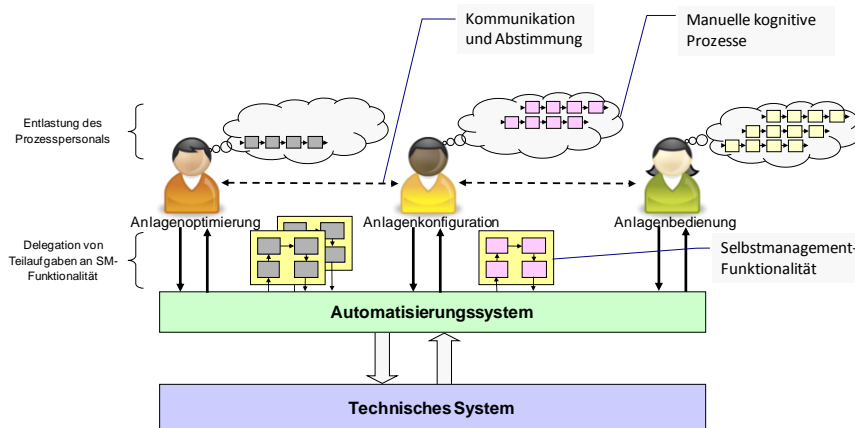 Kommunikation
und Abstimmung
Manuelle kognitive
Prozesse
Entlastung des
Prozesspersonals
Anlagenoptimierung
Anlagenkonfiguration
Anlagenbedienung
Delegation von
Teilaufgaben an SM-
Funktionalität
Selbstmanagement-
Funktionalität
Automatisierungssystem
Technisches System